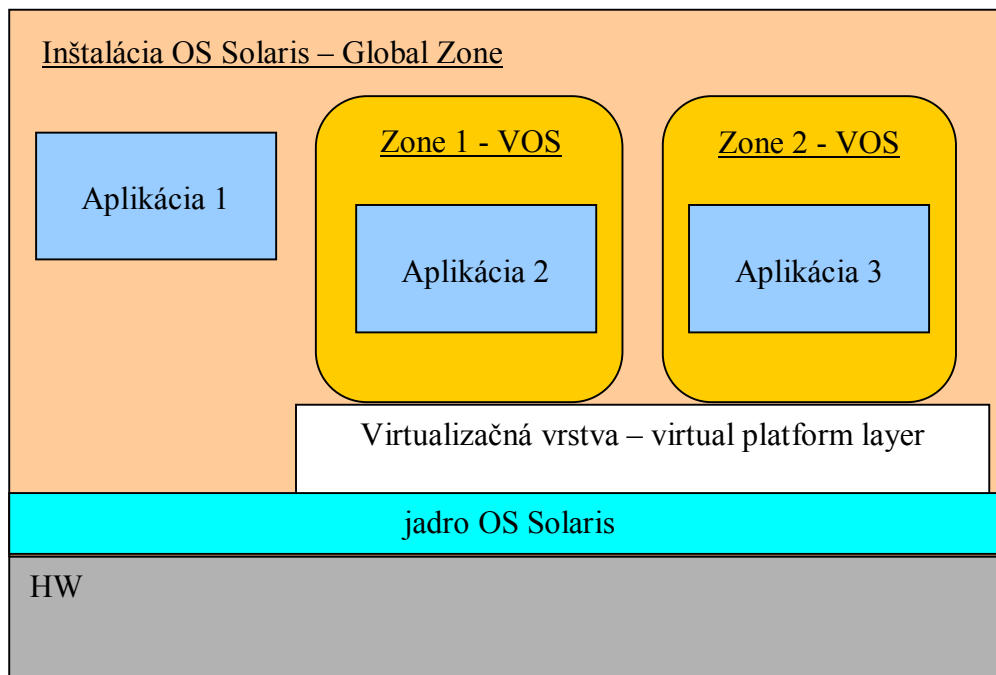 Inštalácia OS Solaris – Global Zone
Aplikácia 1
Zone 1 - VOS
Aplikácia 2
Zone 2 - VOS
Aplikácia 3
Virtualizačná vrstva – virtual platform layer
jadro OS Solaris
HW